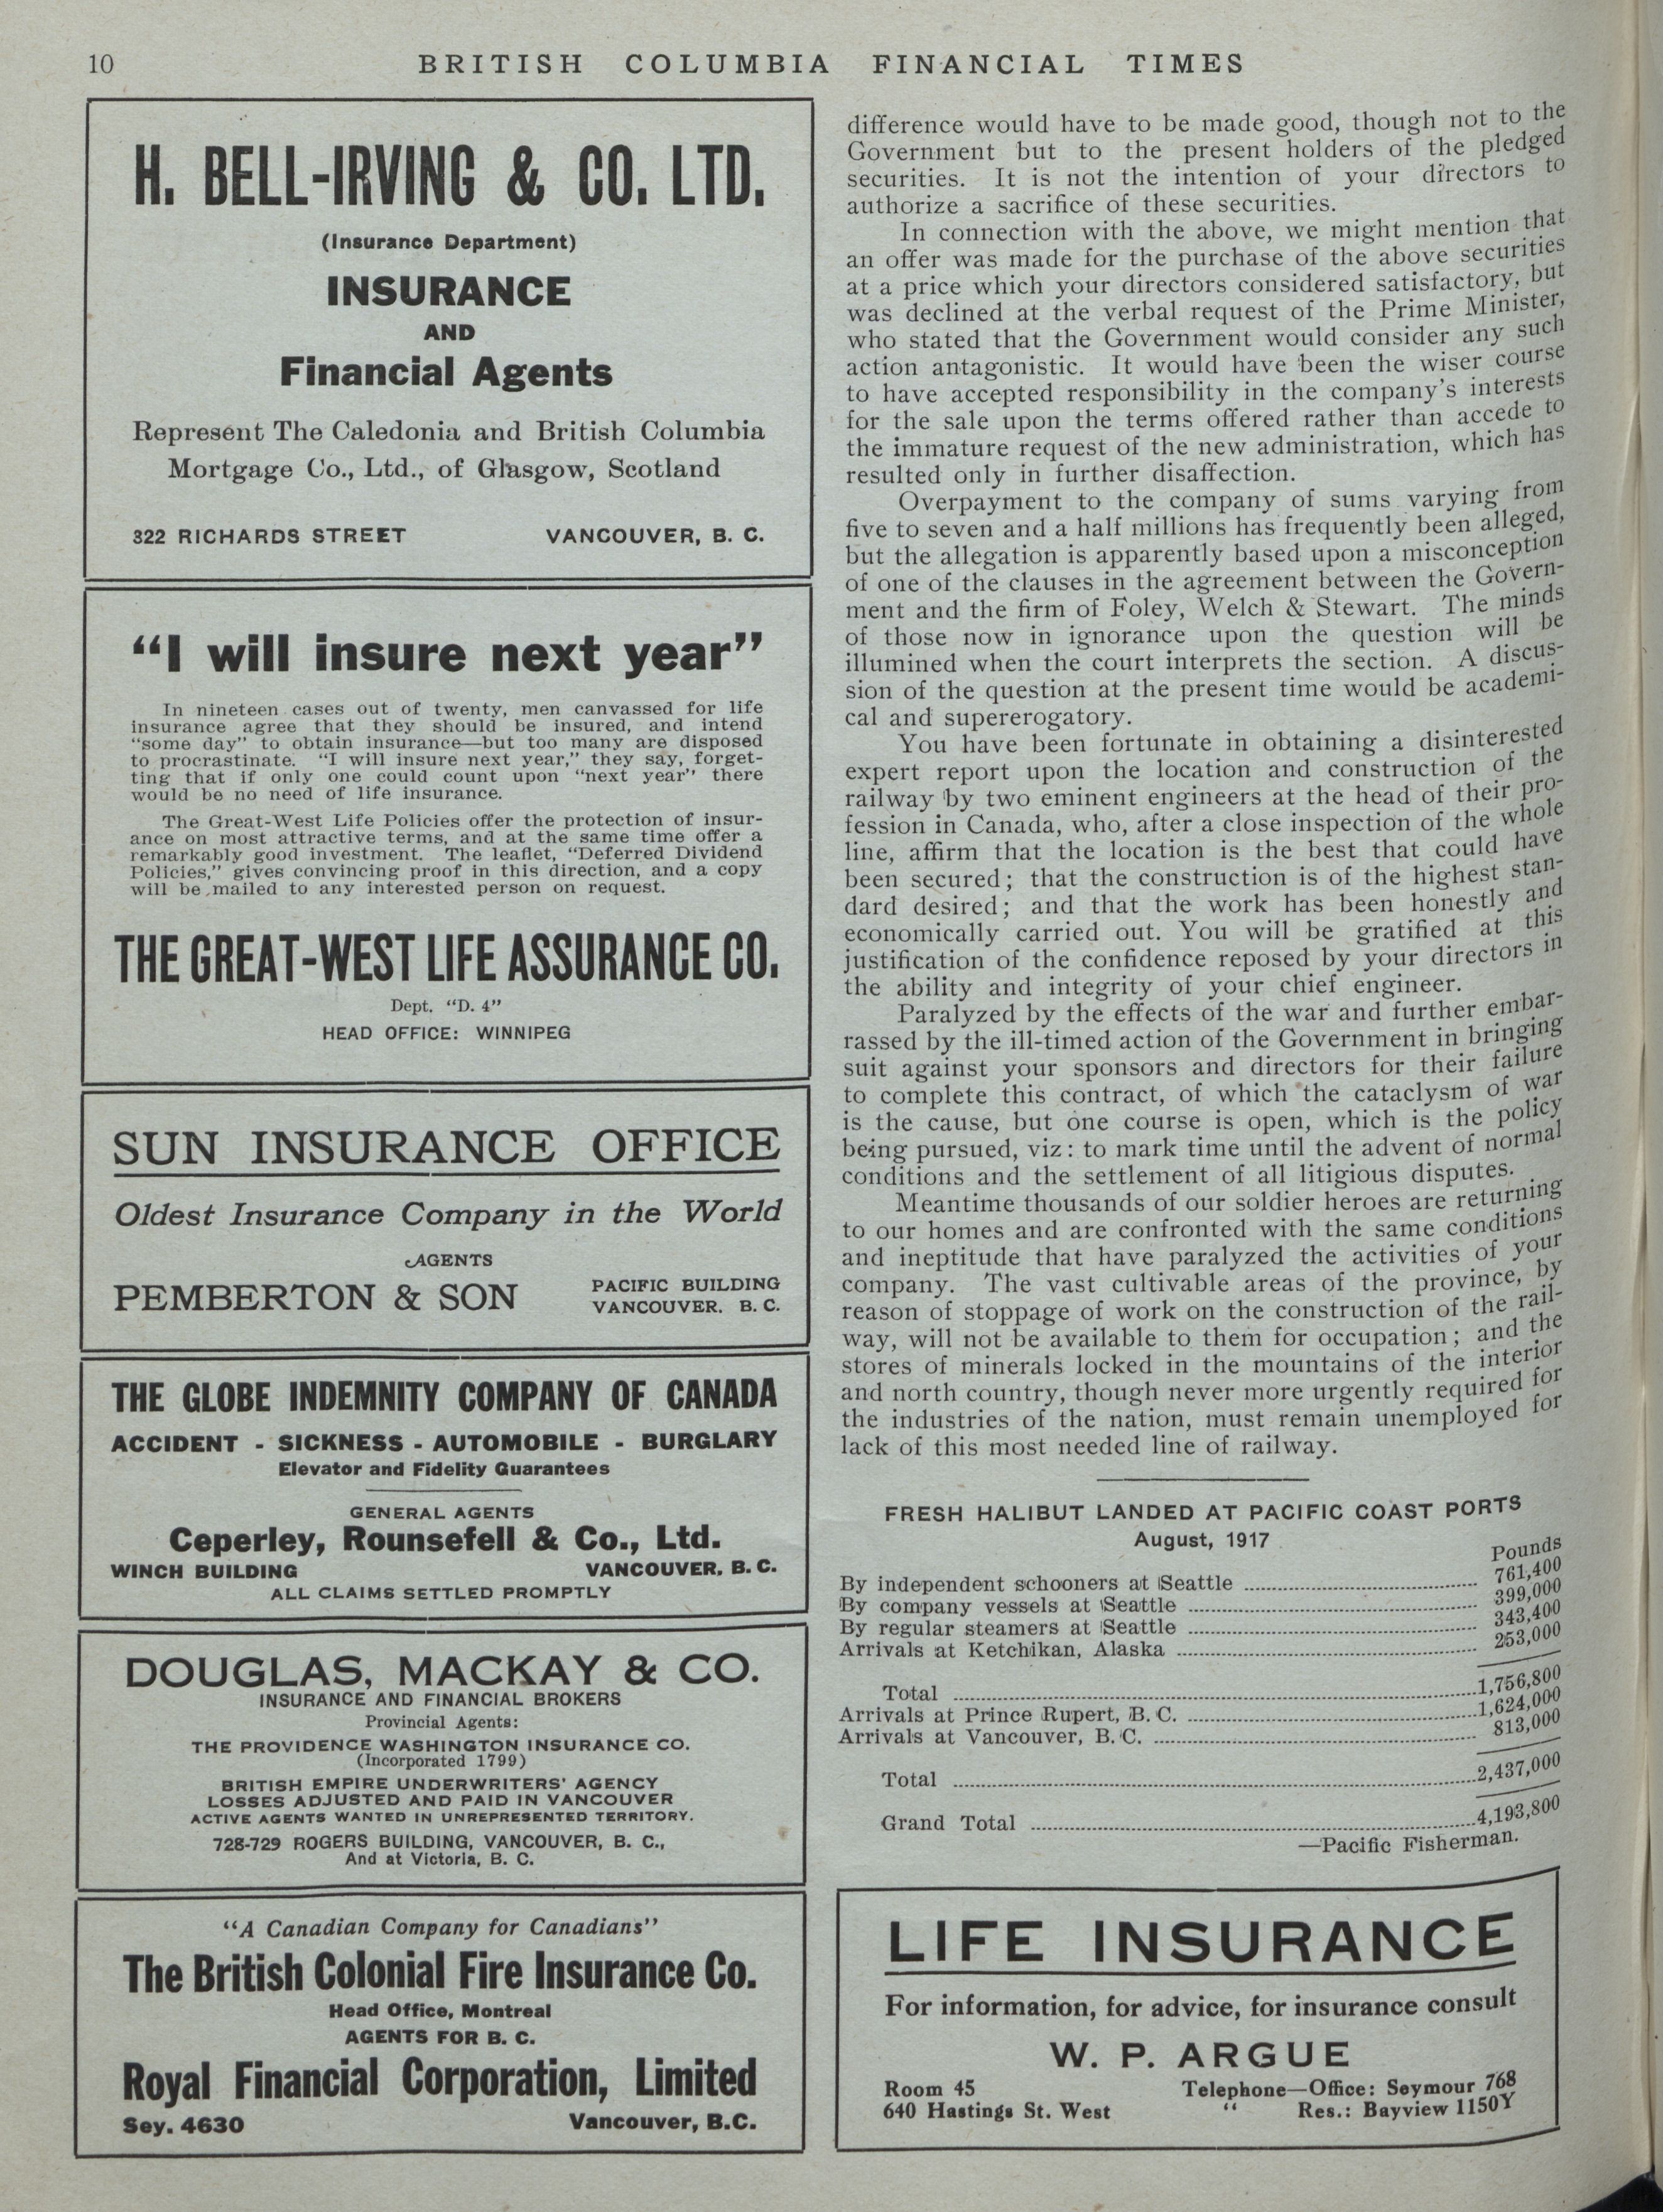 10
BRITISH COLUMBIA FINANCIAL TIMES
H. BELL-IRVING & CO. LTD.
(Insurance Department)
INSURANCE
AND
Financial Agents
Represent The Caledonia and British Columbia
Mortgage Co., Ltd., of Glasgow, Scotland
322 RICHARDS STREET VANCOUVER, B. C.
"I will insure next year"
In nineteen cases out of twenty, men canvassed for life
insurance agree that they should be insured, and intend
"some day" to obtain insurance—but too many are disposed
to procrastinate. "I will insure next year," they say, forget-
ting that if only one could count upon "next year" there
would be no need of life insurance.
The Great-West Life Policies offer the protection of insur-
ance on most attractive terms, and at the same time offer a
remarkably good investment. The leaflet, "Deferred Dividend
Policies," gives convincing proof in this direction, and a copy
will be mailed to any interested person on request.
THE GREAT-WEST LIFE ASSURANCE CO.
Dept. "D. 4"
HEAD OFFICE: WINNIPEG
SUN INSURANCE OFFICE
Oldest Insurance Company in the World
AGENTS
PEMBERTON & SON
PACIFIC BUILDING
VANCOUVER. B. C.
THE GLOBE INDEMNITY COMPANY OF CANADA
ACCIDENT - SICKNESS - AUTOMOBILE - BURGLARY
Elevator and Fidelity Guarantees
GENERAL AGENTS
Ceperley, Rounsefell & Co., Ltd.
WINCH BUILDING VANCOUVER, B. C.
ALL CLAIMS SETTLED PROMPTLY
DOUGLAS, MACKAY & CO.
INSURANCE AND FINANCIAL BROKERS
Provincial Agents:
THE PROVIDENCE WASHINGTON INSURANCE CO.
(Incorporated 1799)
BRITISH EMPIRE UNDERWRITERS' AGENCY
LOSSES ADJUSTED AND PAID IN VANCOUVER
ACTIVE AGENTS WANTED IN UNREPRESENTED TERRITORY.
728-729 ROGERS BUILDING, VANCOUVER, B. C.,
And at Victoria, B. C.
"A Canadian Company for Canadians"
The British Colonial Fire Insurance Co.
Head Office, Montreal
AGENTS FOR B. C.
Royal Financial Corporation, Limited
Sey. 4630 Vancouver, B.C.
difference would have to be made good, though not to the
Government but to the present holders of the pledged
securities. It is not the intention of your directors to
authorize a sacrifice of these securities.
In connection with the above, we might mention that
an offer was made for the purchase of the above securities
at a price which your directors considered satisfactory, but
was declined at the verbal request of the Prime Minister,
who stated that the Government would consider any such
action antagonistic. It would have been the wiser course
to have accepted responsibility in the company's interests
for the sale upon the terms offered rather than accede to
the immature request of the new administration, which has
resulted only in further disaffection.
Overpayment to the company of sums varying from
five to seven and a half millions has frequently been alleged,
but the allegation is apparently based upon a misconception
of one of the clauses in the agreement between the Govern-
ment and the firm of Foley, Welch & Stewart. The minds
of those now in ignorance upon the question will be
illumined when the court interprets the section. A discus-
sion of the question at the present time would be academi-
cal and supererogatory.
You have been fortunate in obtaining a disinterested
expert report upon the location and construction of the
railway by two eminent engineers at the head of their pro-
fession in Canada, who, after a close inspection of the whole
line, affirm that the location is the best that could have
been secured; that the construction is of the highest stan-
dard desired; and that the work has been honestly and
economically carried out. You will be gratified at this
justification of the confidence reposed by your directors in
the ability and integrity of your chief engineer.
Paralyzed by the effects of the war and further embar-
rassed by the ill-timed action of the Government in bringing
suit against your sponsors and directors for their failure
to complete this contract, of which the cataclysm of war
is the cause, but one course is open, which is the policy
being pursued, viz: to mark time until the advent of normal
conditions and the settlement of all litigious disputes.
Meantime thousands of our soldier heroes are returning
to our homes and are confronted with the same conditions
and ineptitude that have paralyzed the activities of your
company. The vast cultivable areas of the province, by
reason of stoppage of work on the construction of the rail-
way, will not be available to them for occupation; and the
stores of minerals locked in the mountains of the interior
and north country, though never more urgently required for
the industries of the nation, must remain unemployed for
lack of this most needed line of railway.
FRESH HALIBUT LANDED AT PACIFIC COAST PORTS
August, 1917
Pounds
By independent schooners at Seattle 761,400
By company vessels at Seattle 399,000
By regular steamers at Seattle 343,400
Arrivals at Ketchikan, Alaska 253,000
Total 1,756,800
Arrivals at Prince Rupert, B. C. 1,624,000
Arrivals at Vancouver, B. C. 813,000
Total 2,437,000
Grand Total 4,193,800
—Pacific Fisherman.
LIFE INSURANCE
For information, for advice, for insurance consult
W. P. ARGUE
Room 45 Telephone—Office: Seymour 768
640 Hastings St. West " Res.: Bayview 1150Y